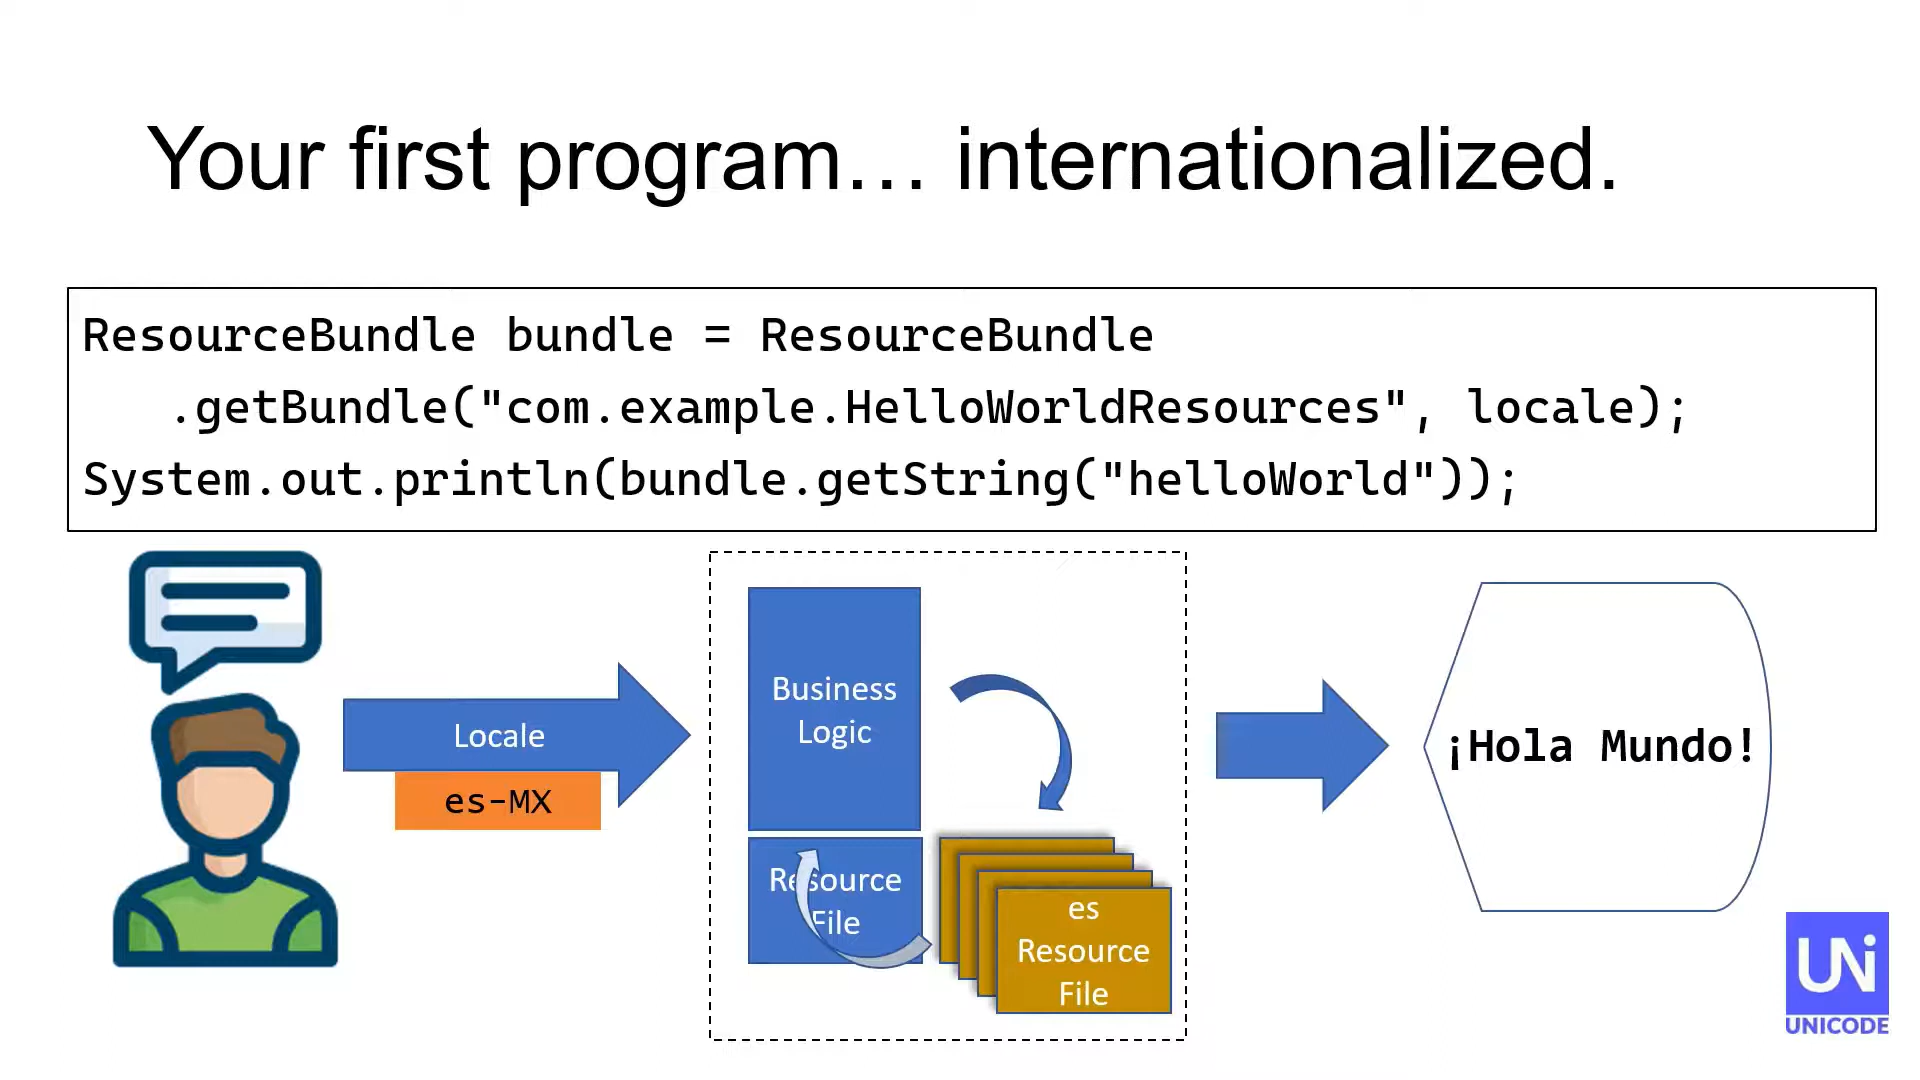 Your first program… internationalized.
ResourceBundle bundle = ResourceBundle
.getBundle("com.example.HelloWorldResources", locale);
System.out.println(bundle.getString("helloWorld"));
Locale
es-MX
Business
Logic
Resource
File
es
Resource
File
¡Hola Mundo!
UNi
UNICODE